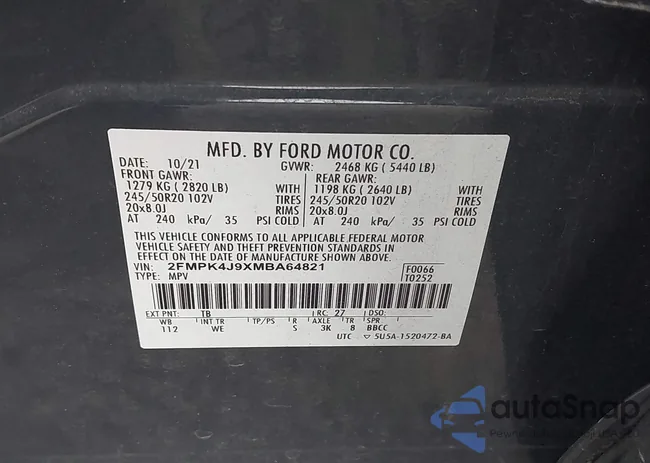 MFD. BY FORD MOTOR CO.
DATE: 10/21 GVWR: 2468 KG ( 5440 LB)
FRONT GAWR: REAR GAWR:
1279 KG ( 2820 LB) WITH 1198 KG ( 2640 LB) WITH
245/50R20 102V TIRES 245/50R20 102V TIRES
20x8.0J RIMS 20x8.0J RIMS
AT 240 kPa/ 35 PSI COLD AT 240 kPa/ 35 PSI COLD
THIS VEHICLE CONFORMS TO ALL APPLICABLE FEDERAL MOTOR
VEHICLE SAFETY AND THEFT PREVENTION STANDARDS IN
EFFECT ON THE DATE OF MANUFACTURE SHOWN ABOVE.
VIN: 2FMPK4J9XMBA64821 F0066
TYPE: MPV T0252
EXT PNT: TB RC: 27 DSO:
WB INT TR TP/PS R AXLE TR SPR
112 WE S 3K 8 BBCC
UTC ▽ 5U5A-1520472-BA
autoSnap